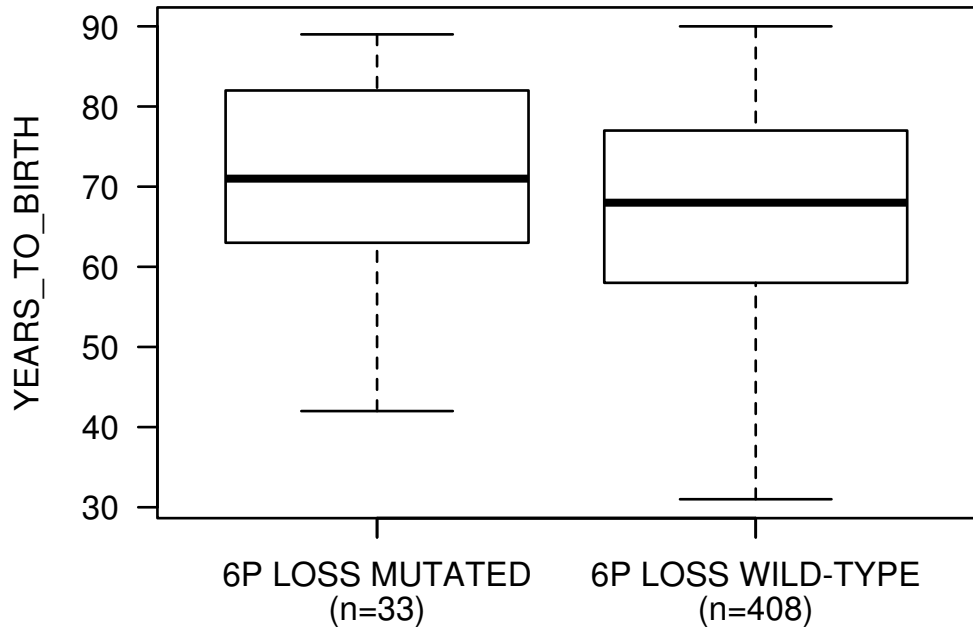 YEARS_TO_BIRTH
90
80
70
60
50
40
30
6P LOSS MUTATED
(n=33)
6P LOSS WILD-TYPE
(n=408)